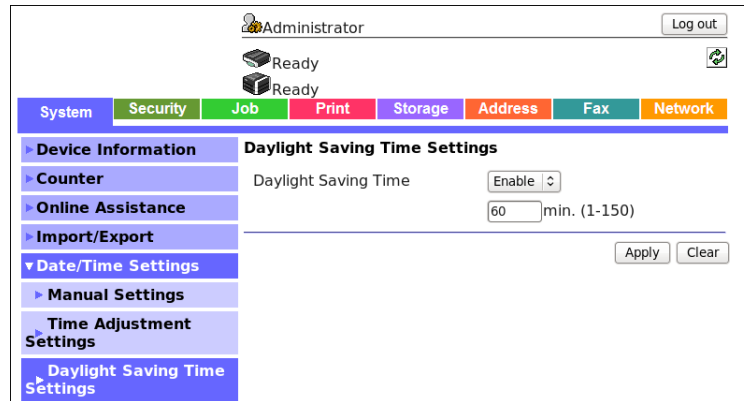 Administrator
Log out
Ready
Ready
System Security Job Print Storage Address Fax Network
Device Information
Counter
Online Assistance
Import/Export
Date/Time Settings
Manual Settings
Time Adjustment
Settings
Daylight Saving Time
Settings
Daylight Saving Time Settings
Daylight Saving Time Enable
60 min. (1-150)
Apply Clear